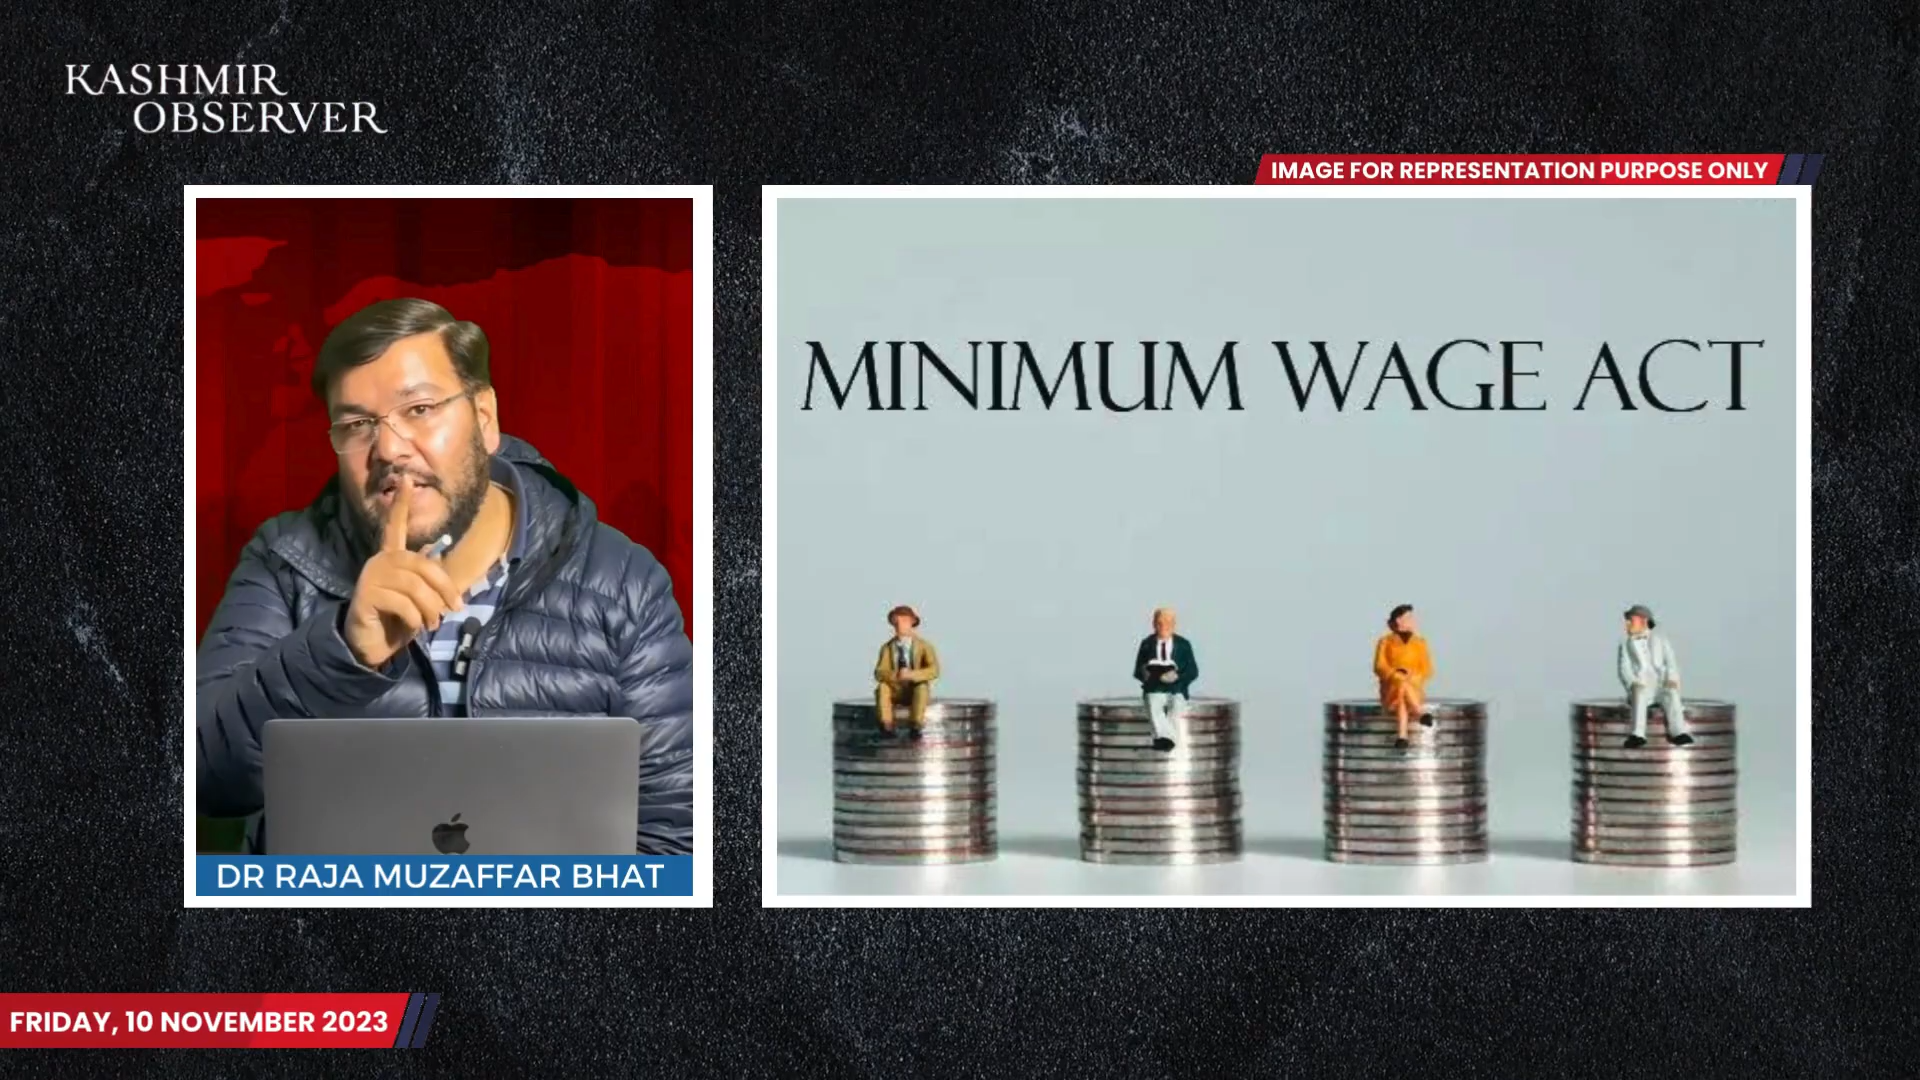 KASHMIR
OBSERVER
IMAGE FOR REPRESENTATION PURPOSE ONLY
MINIMUM WAGE ACT
DR RAJA MUZAFFAR BHAT
FRIDAY, 10 NOVEMBER 2023